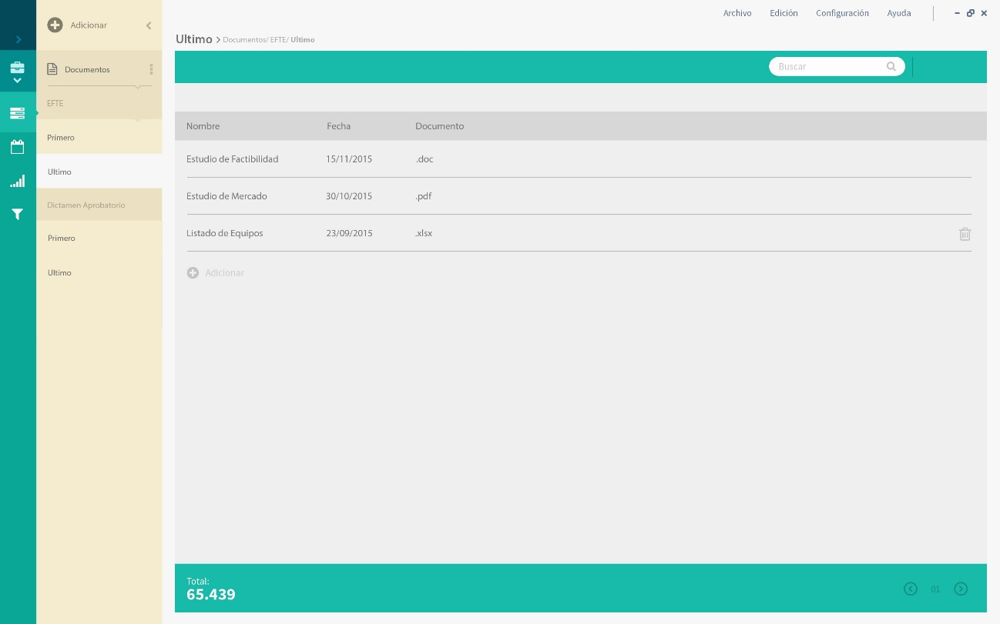 Archivo Edición Configuración Ayuda
Adicionar
Ultimo > Documentos/ EFTE/ Ultimo
Documentos
Buscar
EFTE
Primero
Ultimo
Dictamen Aprobatorio
Primero
Ultimo
Nombre Fecha Documento
Estudio de Factibilidad 15/11/2015 .doc
Estudio de Mercado 30/10/2015 .pdf
Listado de Equipos 23/09/2015 .xlsx
Adicionar
Total:
65.439
01